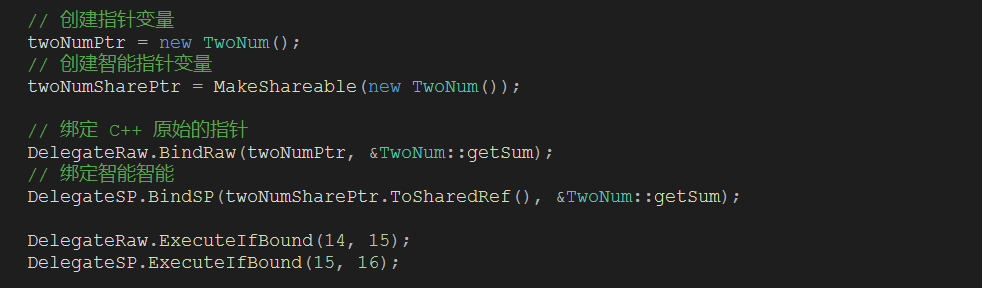 // 创建指针变量
twoNumPtr = new TwoNum();
// 创建智能指针变量
twoNumSharePtr = MakeShareable(new TwoNum());
// 绑定 C++ 原始的指针
DelegateRaw.BindRaw(twoNumPtr, &TwoNum::getSum);
// 绑定智能智能
DelegateSP.BindSP(twoNumSharePtr.ToSharedRef(), &TwoNum::getSum);
DelegateRaw.ExecuteIfBound(14, 15);
DelegateSP.ExecuteIfBound(15, 16);